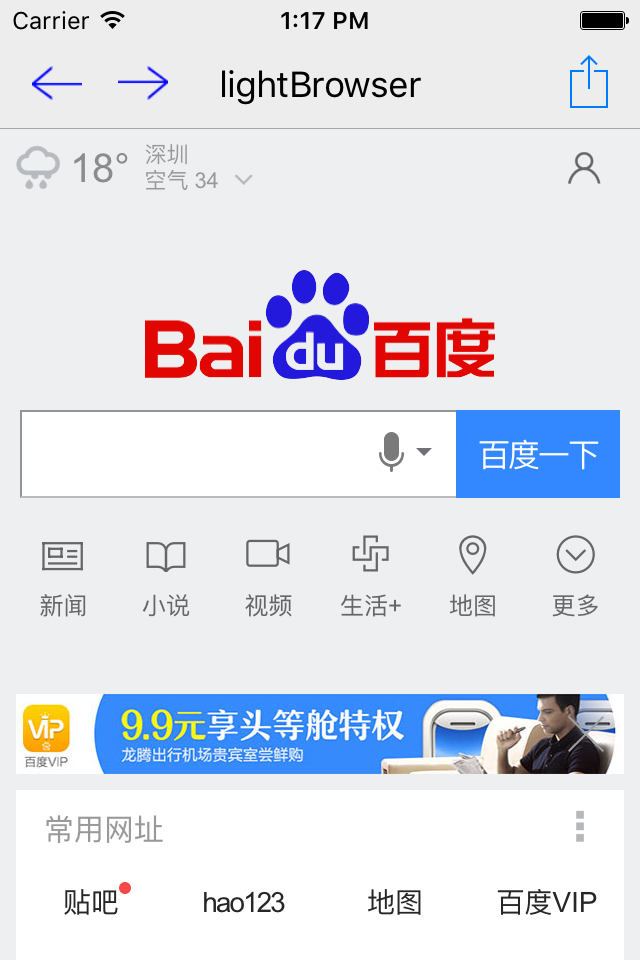 Carrier 1:17 PM
lightBrowser
18° 深圳
空气 34
Bai du 百度
百度一下
新闻 小说 视频 生活+ 地图 更多
VIP 9.9元享头等舱特权
百度VIP 龙腾出行机场贵宾室尝鲜购
常用网址
贴吧 hao123 地图 百度VIP